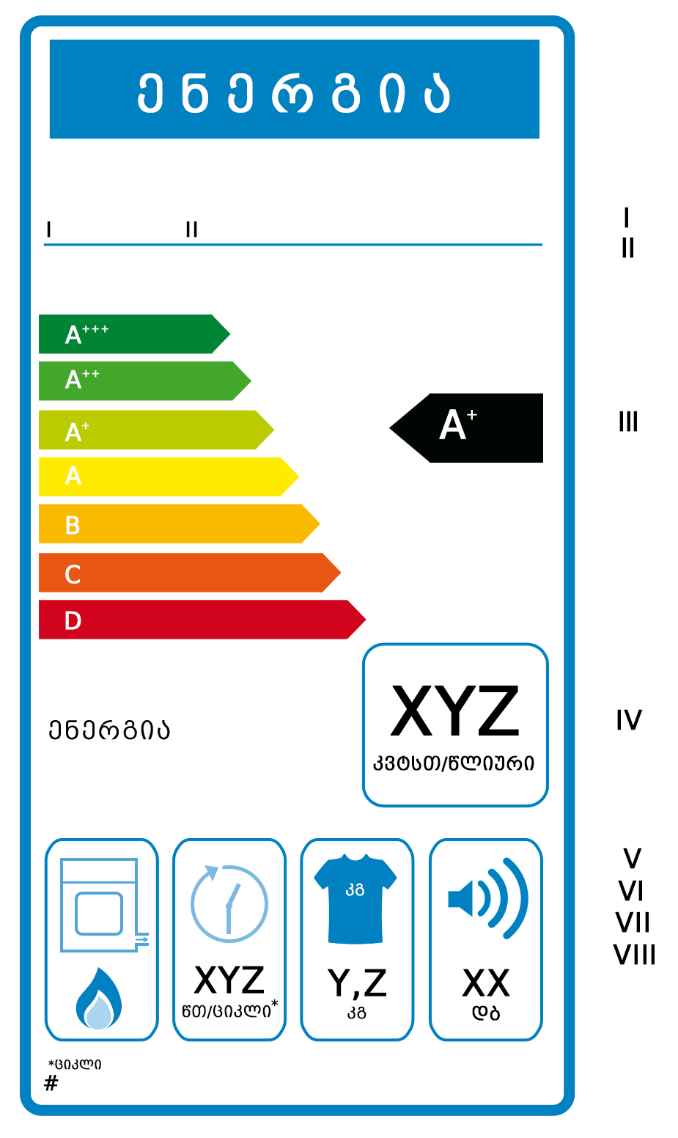 ენერგია
I II
I
II
A+++
A++
A+
A
B
C
D
A+
III
ენერგია
XYZ
კვტსთ/წლიური
IV
XYZ
წთ/ციკლი*
კგ
Y,Z
კგ
XX
დბ
V
VI
VII
VIII
*ციკლი
#